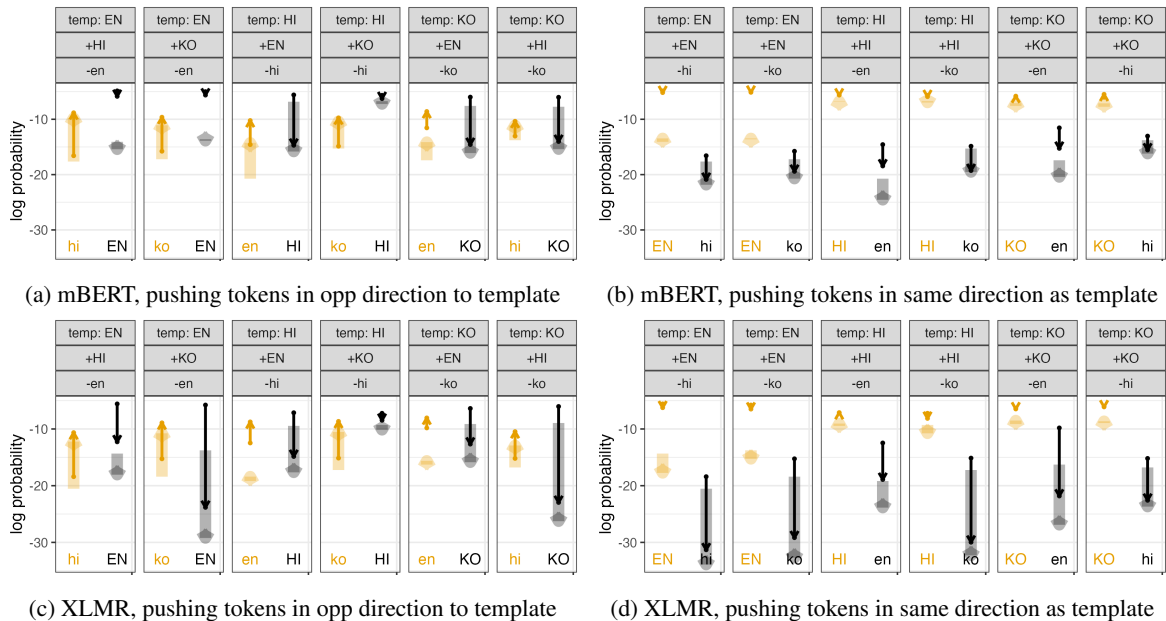 temp: EN temp: EN temp: HI temp: HI temp: KO temp: KO
+HI +KO +EN +KO +EN +HI
-en -en -hi -hi -ko -ko
log probability
-10
-20
-30
hi EN ko EN en HI ko HI en KO hi KO
(a) mBERT, pushing tokens in opp direction to template
temp: EN temp: EN temp: HI temp: HI temp: KO temp: KO
+EN +EN +HI +HI +KO +KO
-hi -ko -en -ko -en -hi
log probability
-10
-20
-30
EN hi EN ko HI en HI ko KO en KO hi
(b) mBERT, pushing tokens in same direction as template
temp: EN temp: EN temp: HI temp: HI temp: KO temp: KO
+HI +KO +EN +KO +EN +HI
-en -en -hi -hi -ko -ko
log probability
-10
-20
-30
hi EN ko EN en HI ko HI en KO hi KO
(c) XLMR, pushing tokens in opp direction to template
temp: EN temp: EN temp: HI temp: HI temp: KO temp: KO
+EN +EN +HI +HI +KO +KO
-hi -ko -en -ko -en -hi
log probability
-10
-20
-30
EN hi EN ko HI en HI ko KO en KO hi
(d) XLMR, pushing tokens in same direction as template